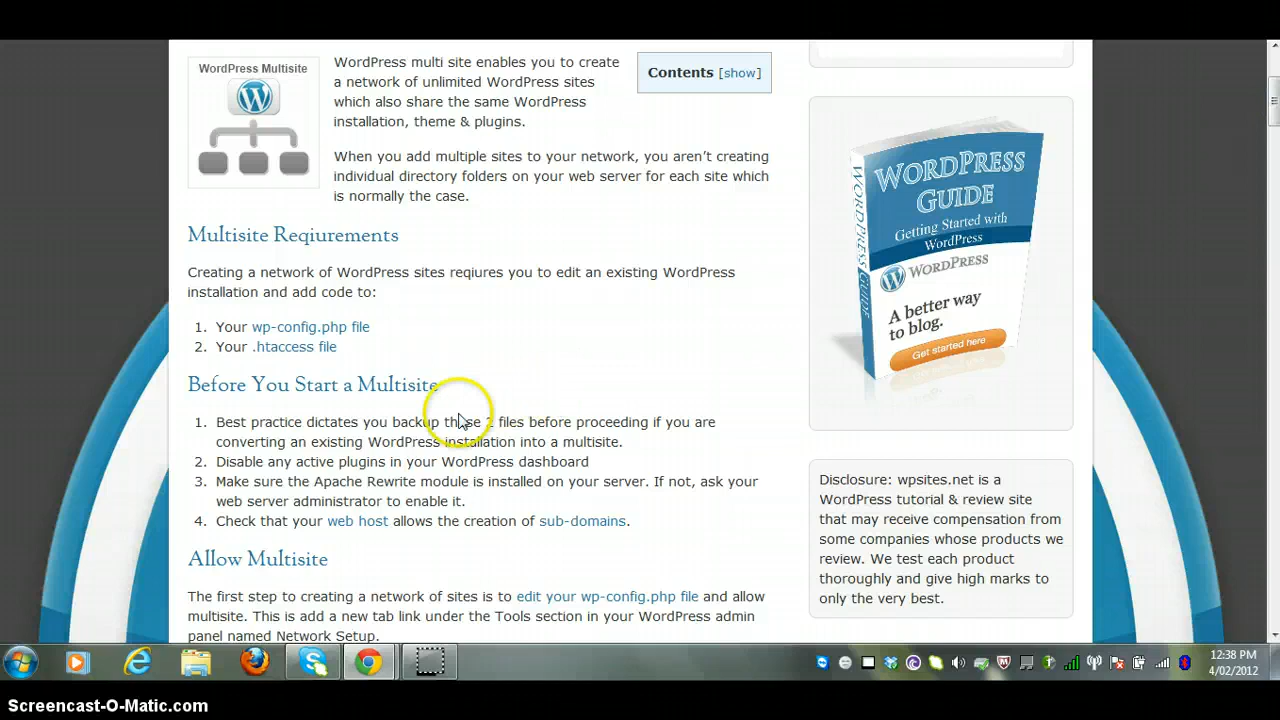 WordPress Multisite
WordPress multi site enables you to create
a network of unlimited WordPress sites
which also share the same WordPress
installation, theme & plugins.
Contents [show]
When you add multiple sites to your network, you aren't creating
individual directory folders on your web server for each site which
is normally the case.
Multisite Reqiurements
Creating a network of WordPress sites reqiures you to edit an existing WordPress
installation and add code to:
1. Your wp-config.php file
2. Your .htaccess file
Before You Start a Multisite
1. Best practice dictates you backup these 2 files before proceeding if you are
converting an existing WordPress installation into a multisite.
2. Disable any active plugins in your WordPress dashboard
3. Make sure the Apache Rewrite module is installed on your server. If not, ask your
web server administrator to enable it.
4. Check that your web host allows the creation of sub-domains.
Allow Multisite
The first step to creating a network of sites is to edit your wp-config.php file and allow
multisite. This is add a new tab link under the Tools section in your WordPress admin
panel named Network Setup.
WORDPRESS GUIDE
WORDPRESS
GUIDE
Getting Started with
WordPress
WORDPRESS
A better way
to blog.
Get started here
Disclosure: wpsites.net is a
WordPress tutorial & review site
that may receive compensation from
some companies whose products we
review. We test each product
thoroughly and give high marks to
only the very best.
12:38 PM
4/02/2012
Screencast-O-Matic.com